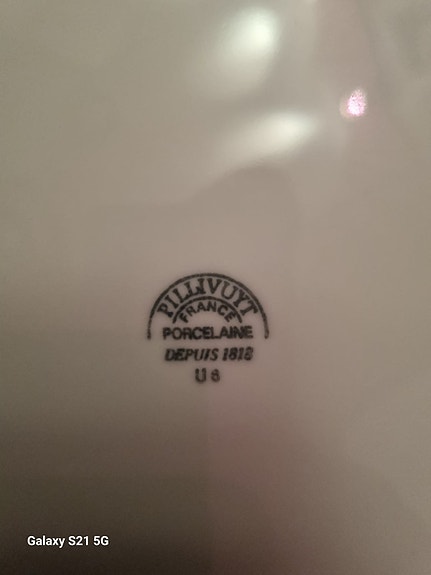 PILLIVUYT
FRANCE
PORCELAINE
DEPUIS 1818
U 6
Galaxy S21 5G